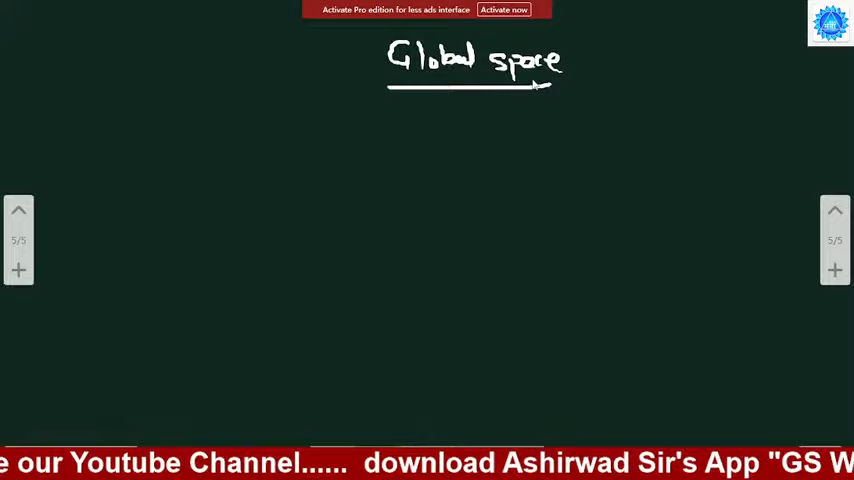 Activate Pro edition for less ads interface Activate now
Global space
5/5
5/5
e our Youtube Channel...... download Ashirwad Sir's App "GS W